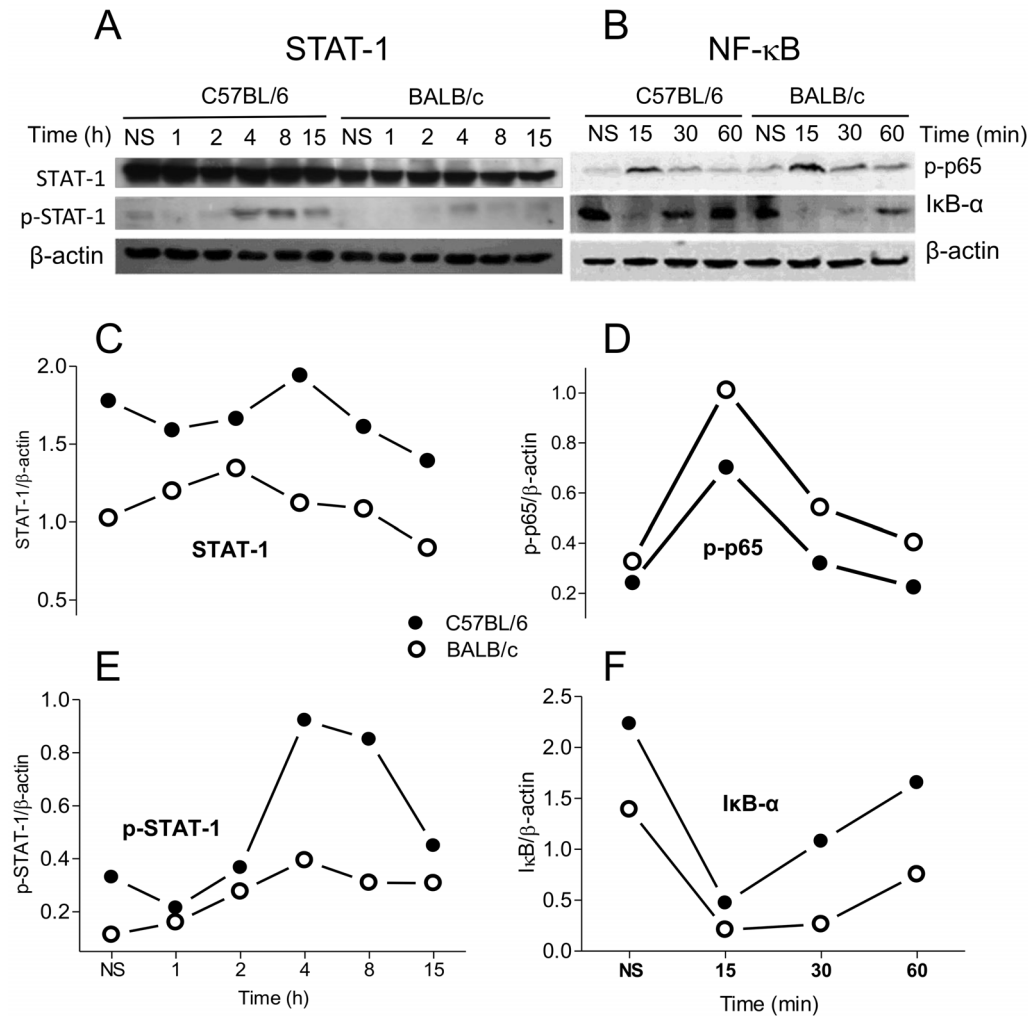 A
STAT-1
C57BL/6 BALB/c
Time (h) NS 1 2 4 8 15 NS 1 2 4 8 15
STAT-1
p-STAT-1
β-actin
B
NF-κB
C57BL/6 BALB/c
NS 15 30 60 NS 15 30 60 Time (min)
p-p65
IκB-α
β-actin
C
2.0
1.5
1.0
0.5
STAT-1/β-actin
STAT-1
D
1.0
0.8
0.6
0.4
0.2
p-p65/β-actin
p-p65
C57BL/6
BALB/c
E
1.0
0.8
0.6
0.4
0.2
p-STAT-1/β-actin
p-STAT-1
NS 1 2 4 8 15
Time (h)
F
2.5
2.0
1.5
1.0
0.5
0.0
IκB/β-actin
IκB-α
NS 15 30 60
Time (min)